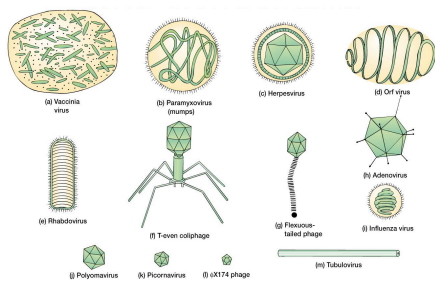 (a) Vaccinia
virus
(b) Paramyxovirus
(mumps)
(c) Herpesvirus
(d) Orf virus
(e) Rhabdovirus
(f) T-even coliphage
(g) Flexuous-
tailed phage
(h) Adenovirus
(i) Influenza virus
(j) Polyomavirus
(k) Picornavirus
(l) φX174 phage
(m) Tubulovirus